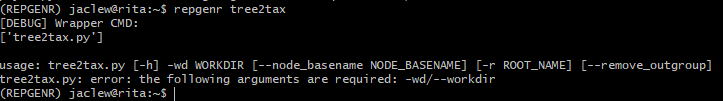 (REPGENR) jaclew@rita:~$ repgenr tree2tax
[DEBUG] Wrapper CMD:
['tree2tax.py']
usage: tree2tax.py [-h] -wd WORKDIR [--node_basename NODE_BASENAME] [-r ROOT_NAME] [--remove_outgroup]
tree2tax.py: error: the following arguments are required: -wd/--workdir
(REPGENR) jaclew@rita:~$